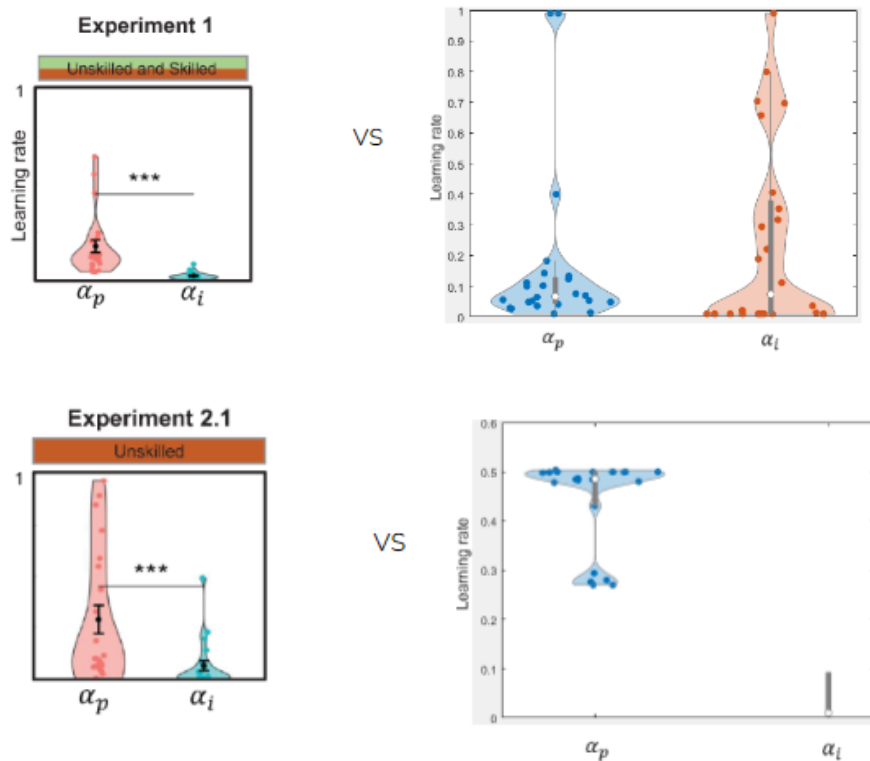 Experiment 1
Unskilled and Skilled
1
Learning rate
***
αp
αi
VS
1
0.9
0.8
0.7
0.6
0.5
0.4
0.3
0.2
0.1
0
Learning rate
αp
αi
Experiment 2.1
Unskilled
1
***
αp
αi
VS
0.6
0.5
0.4
0.3
0.2
0.1
0
Learning rate
αp
αi